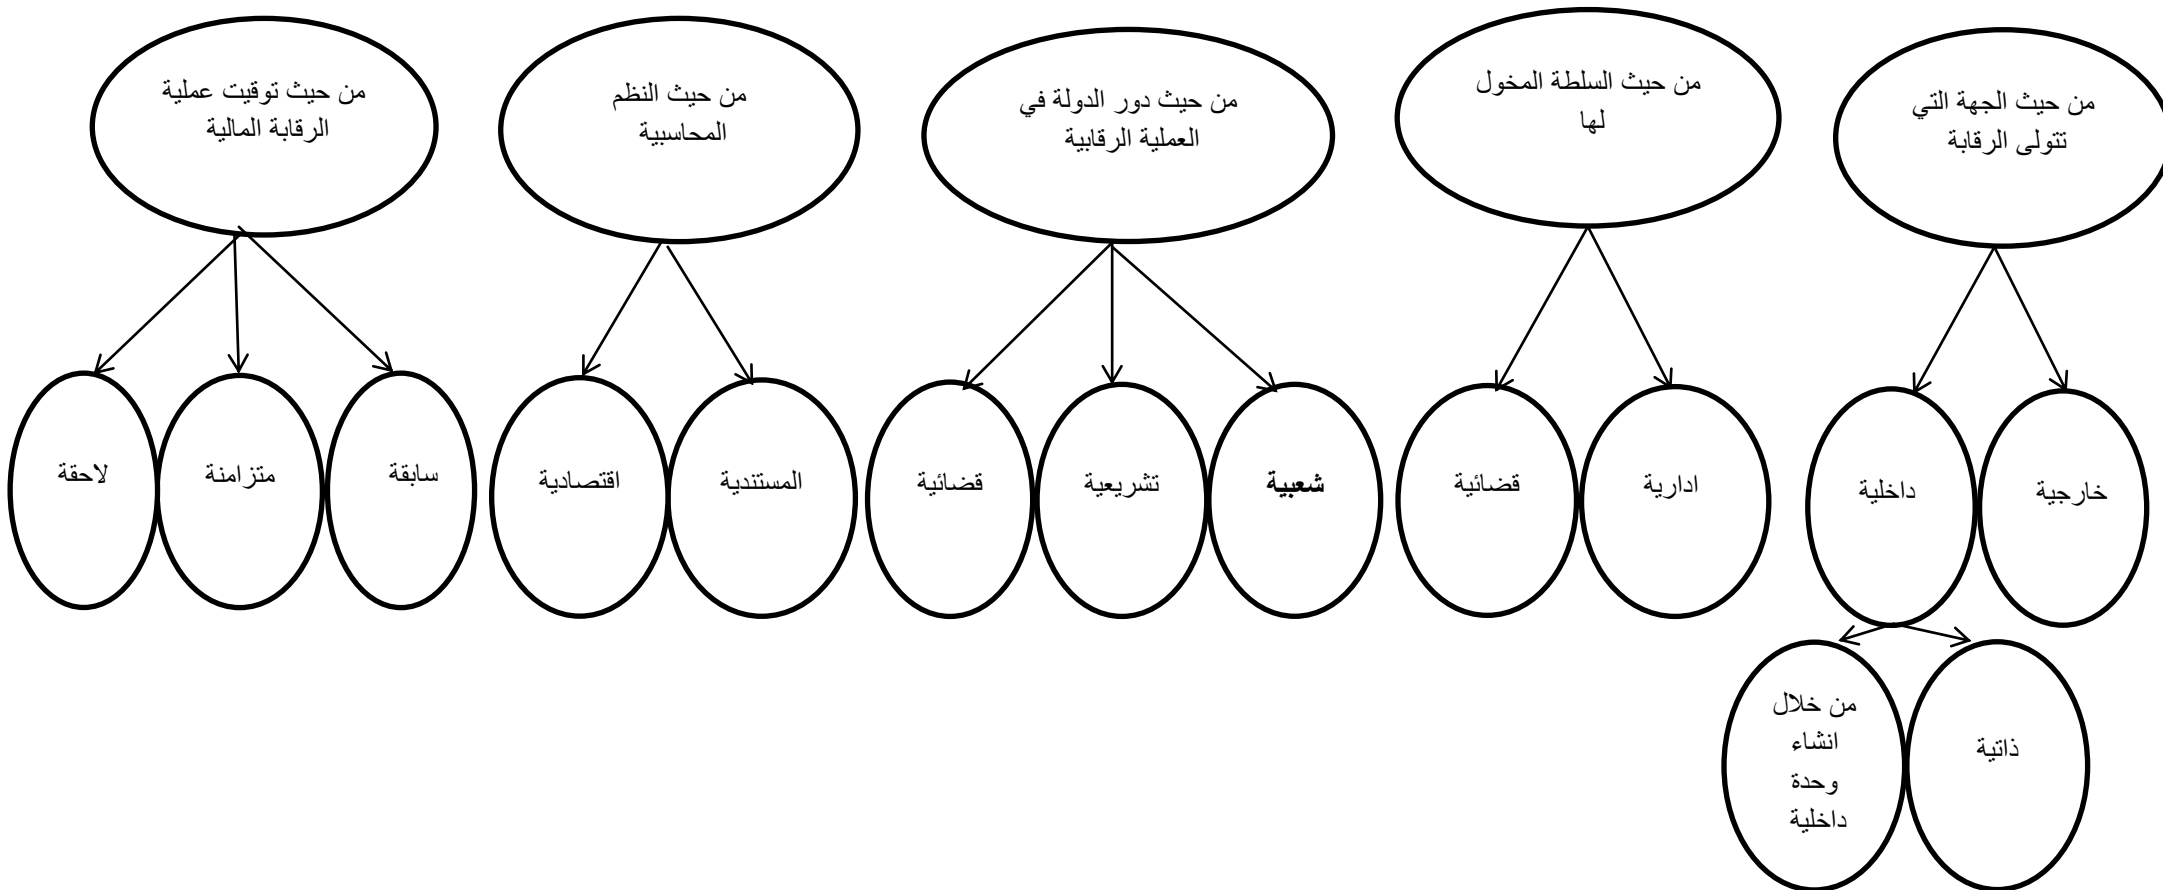 من حيث الجهة التي
تتولى الرقابة
من حيث السلطة المخول
لها
من حيث دور الدولة في
العملية الرقابية
من حيث النظم
المحاسبية
من حيث توقيت عملية
الرقابة المالية
خارجية
داخلية
ادارية
قضائية
شعبية
تشريعية
قضائية
المستندية
اقتصادية
سابقة
متزامنة
لاحقة
ذاتية
من خلال
انشاء
وحدة
داخلية